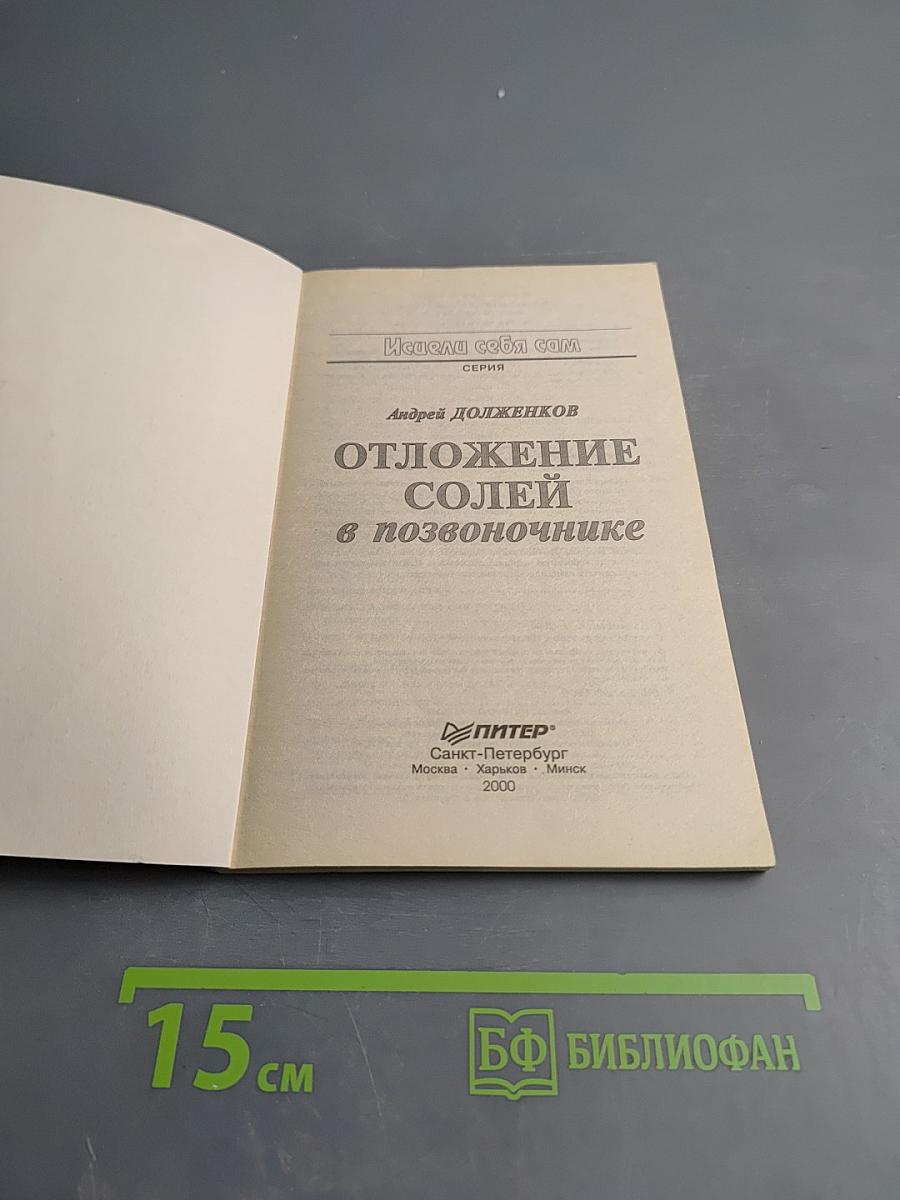 Исцели себя сам
СЕРИЯ
Андрей ДОЛЖЕНКОВ
ОТЛОЖЕНИЕ
СОЛЕЙ
в позвоночнике
ПИТЕР®
Санкт-Петербург
Москва · Харьков · Минск
2000
15 см
БФ БИБЛИОФАН